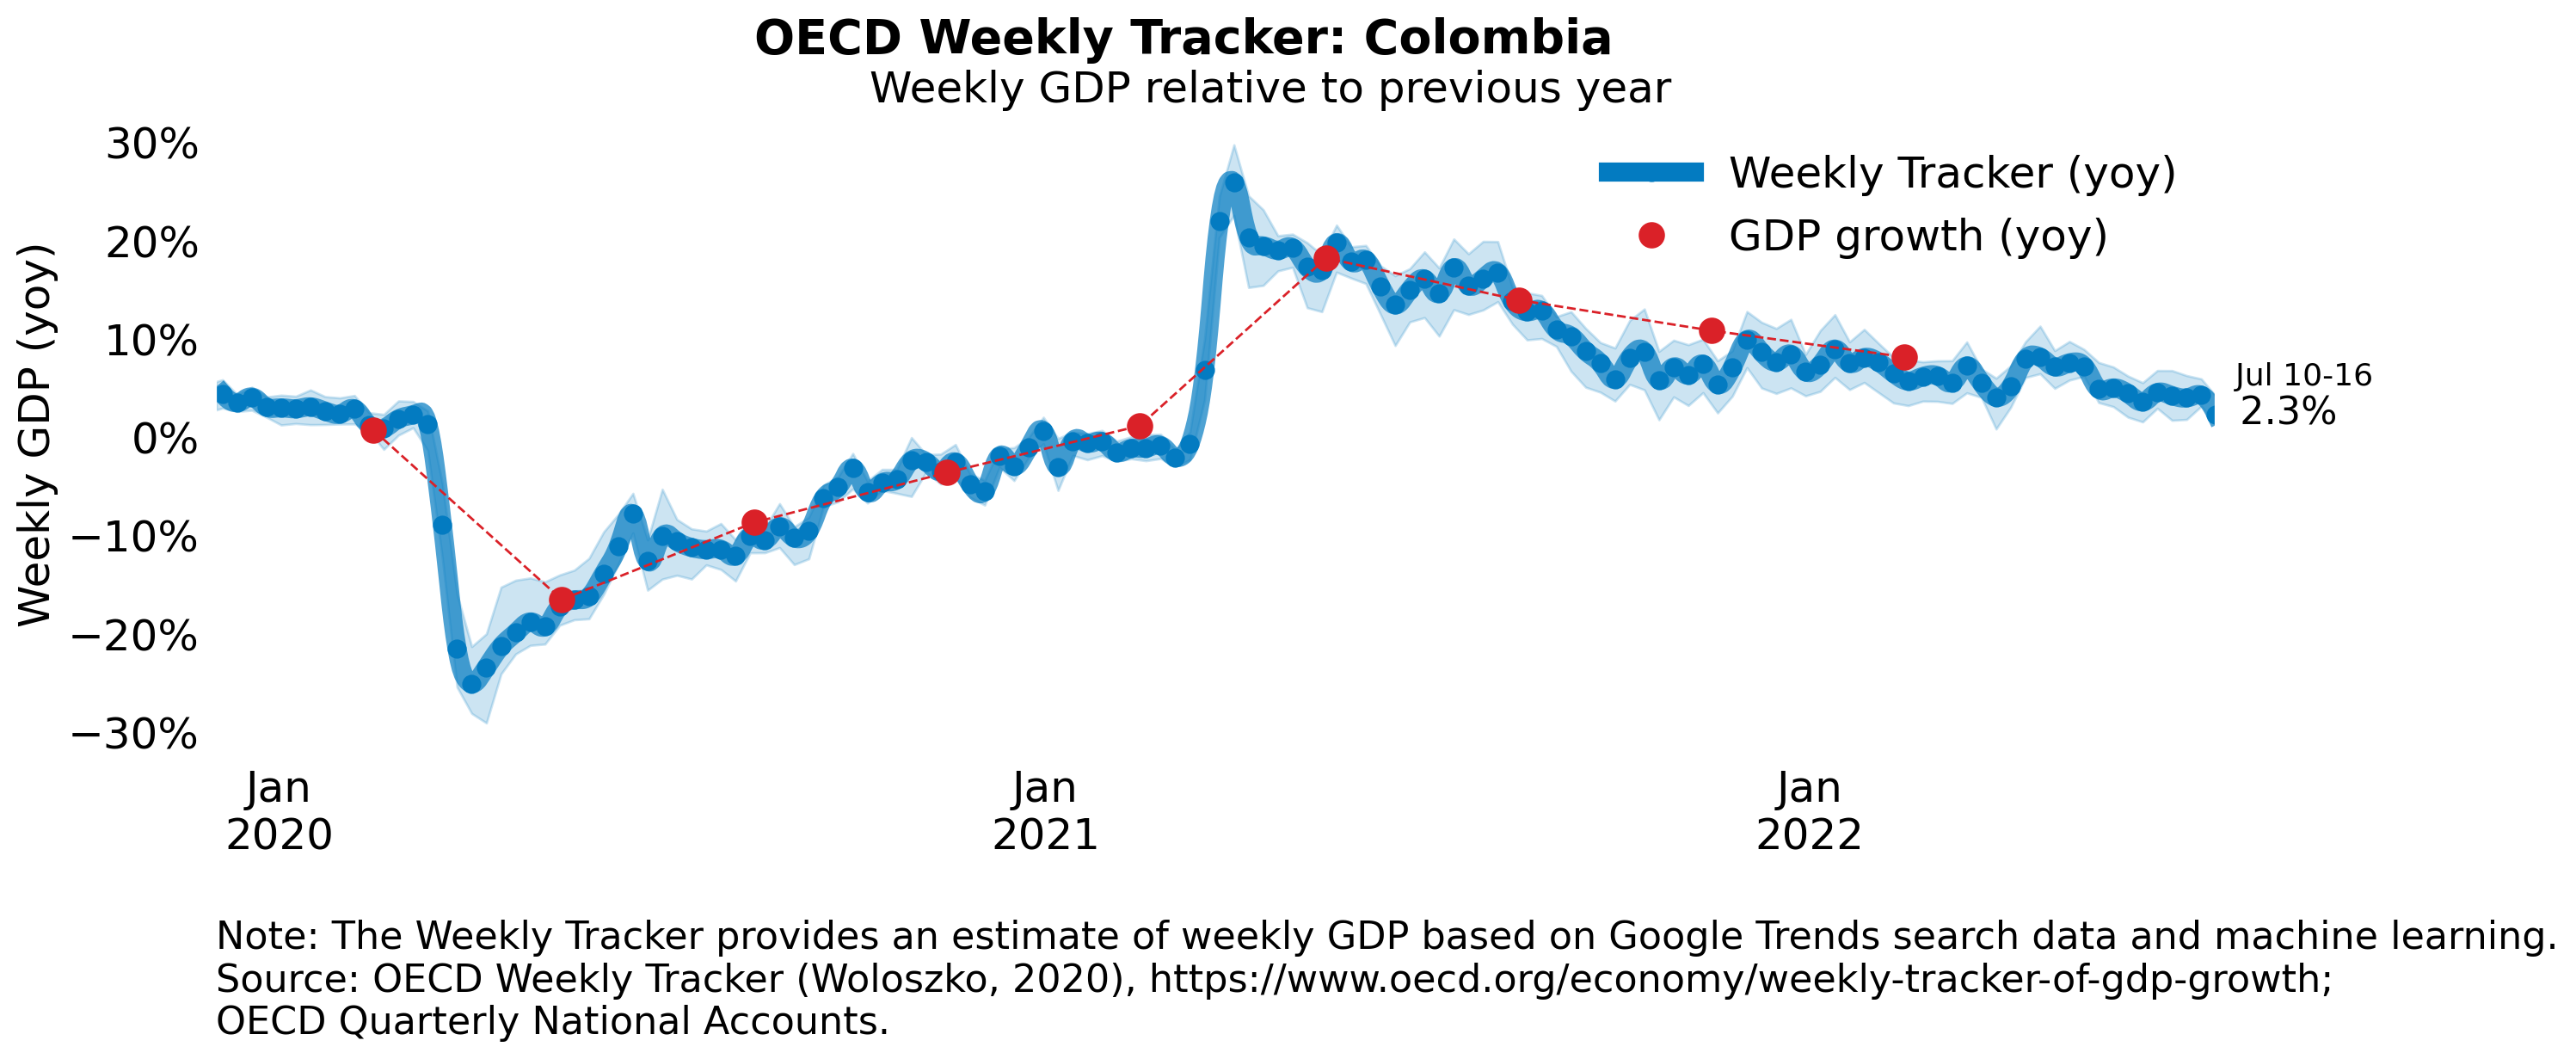 OECD Weekly Tracker: Colombia
Weekly GDP relative to previous year
Weekly GDP (yoy)
30%
20%
10%
0%
−10%
−20%
−30%
Weekly Tracker (yoy)
GDP growth (yoy)
Jul 10-16
2.3%
Jan
2020
Jan
2021
Jan
2022
Note: The Weekly Tracker provides an estimate of weekly GDP based on Google Trends search data and machine learning.
Source: OECD Weekly Tracker (Woloszko, 2020), https://www.oecd.org/economy/weekly-tracker-of-gdp-growth;
OECD Quarterly National Accounts.